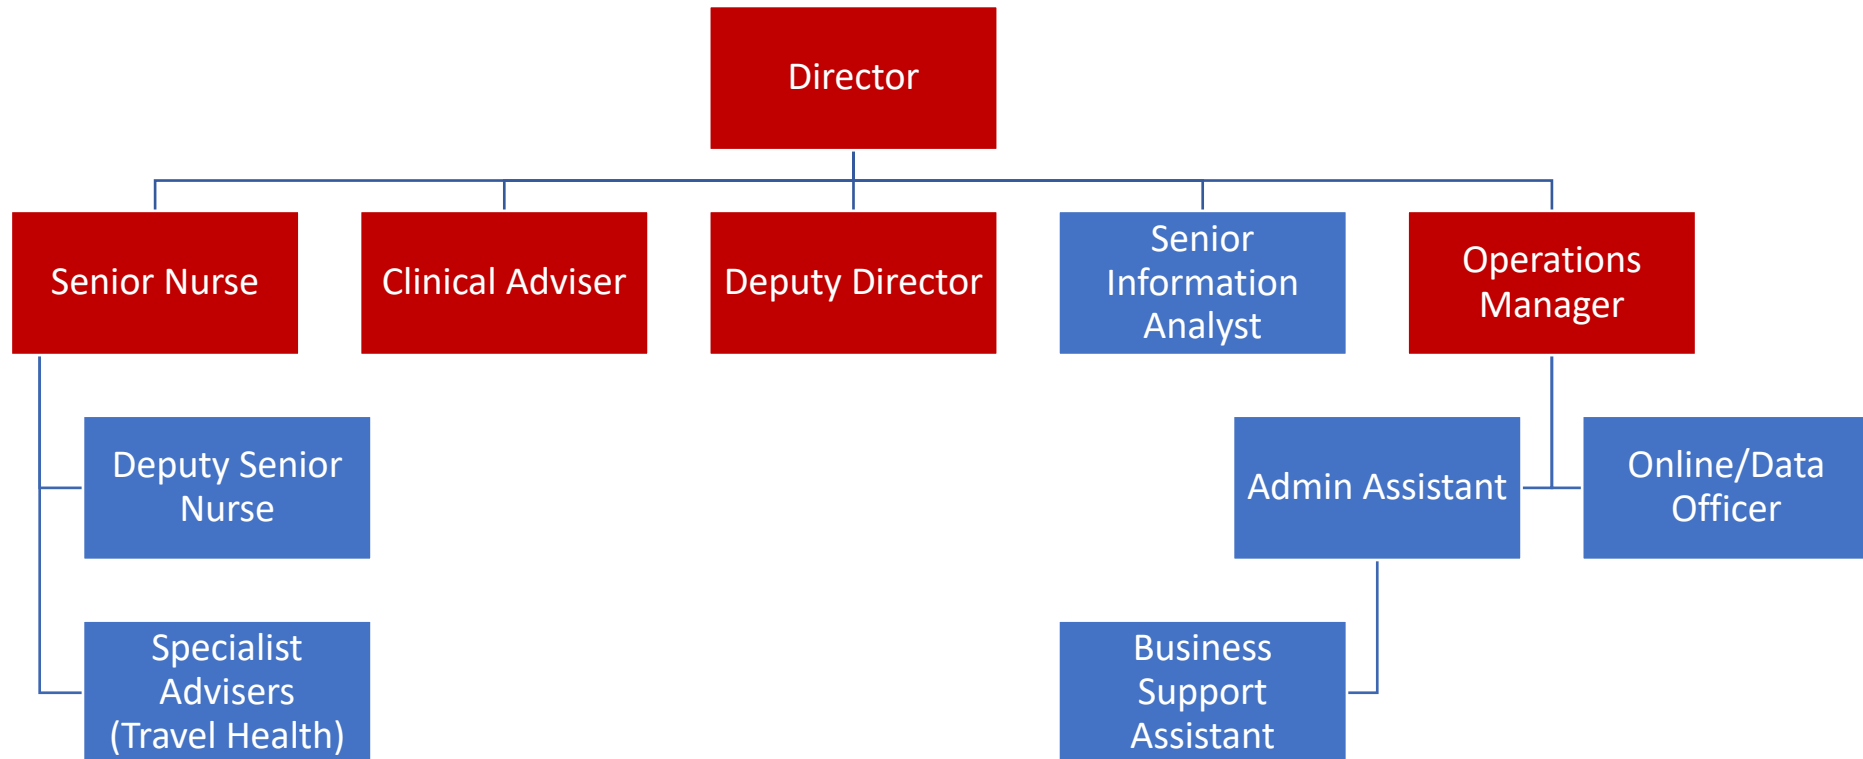 Director
Senior Nurse
Clinical Adviser
Deputy Director
Senior
Information
Analyst
Operations
Manager
Deputy Senior
Nurse
Admin Assistant
Online/Data
Officer
Specialist
Advisers
(Travel Health)
Business
Support
Assistant